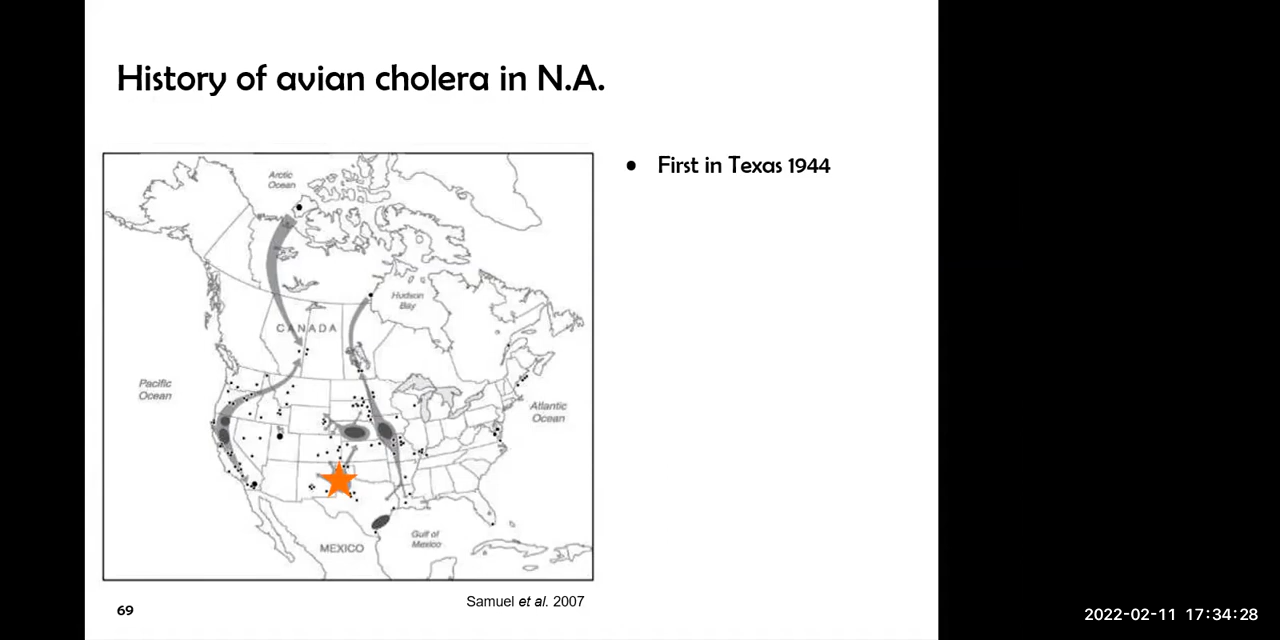 History of avian cholera in N.A.
• First in Texas 1944
Arctic
Ocean
Hudson
Bay
CANADA
Pacific
Ocean
Atlantic
Ocean
Gulf of
Mexico
MEXICO
Samuel et al. 2007
69
2022-02-11 17:34:28